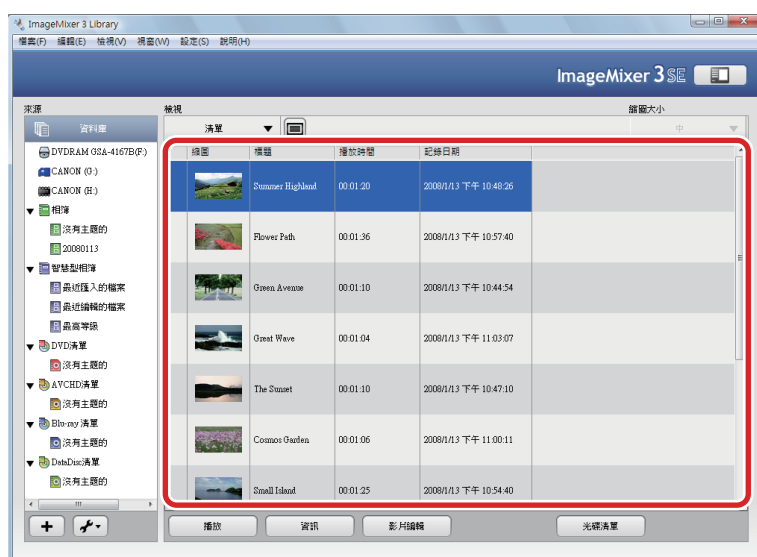 ImageMixer 3 Library
檔案(F) 編輯(E) 檢視(V) 視窗(W) 設定(S) 說明(H)
ImageMixer 3 SE
來源
檢視
縮圖大小
資料庫
清單
中
DVDRAM GSA-4167B(F:)
CANON (G:)
CANON (H:)
相簿
沒有主題的
20080113
智慧型相簿
最近匯入的檔案
最近編輯的檔案
最高等級
DVD清單
沒有主題的
AVCHD清單
沒有主題的
Blu-ray 清單
沒有主題的
DataDisc清單
沒有主題的
縮圖 標題 播放時間 記錄日期
Summer Highland 00:01:20 2008/1/13 下午 10:48:26
Flower Path 00:01:36 2008/1/13 下午 10:57:40
Green Avenue 00:01:10 2008/1/13 下午 10:44:54
Great Wave 00:01:04 2008/1/13 下午 11:03:07
The Sunset 00:01:10 2008/1/13 下午 10:47:10
Cosmos Garden 00:01:06 2008/1/13 下午 11:00:11
Small Island 00:01:25 2008/1/13 下午 10:54:40
播放 資訊 影片編輯 光碟清單